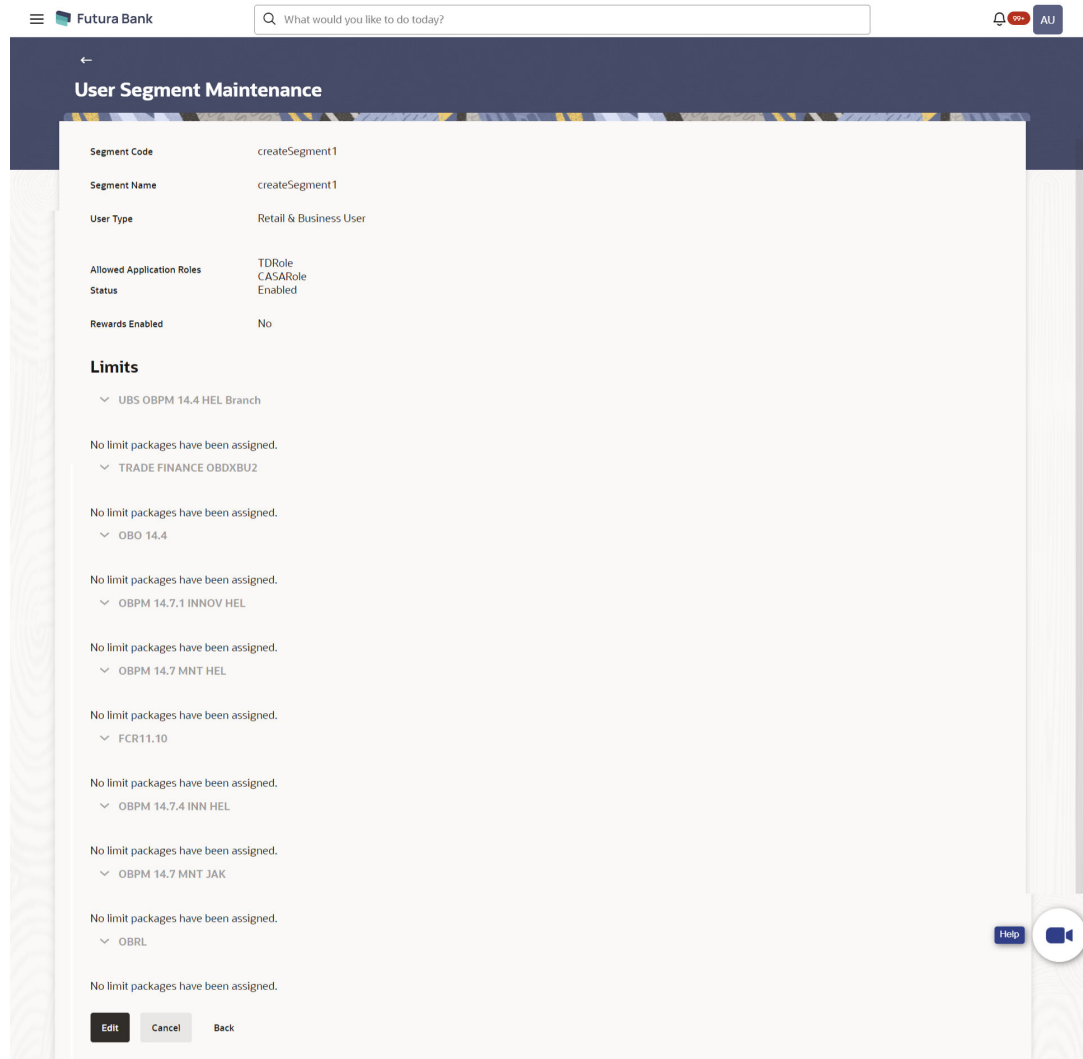 Futura Bank
What would you like to do today?
99+
AU
User Segment Maintenance
Segment Code createSegment1
Segment Name createSegment1
User Type Retail & Business User
Allowed Application Roles TDRole
CASARole
Status Enabled
Rewards Enabled No
Limits
UBS OBPM 14.4 HEL Branch
No limit packages have been assigned.
TRADE FINANCE OBDXBU2
No limit packages have been assigned.
OBO 14.4
No limit packages have been assigned.
OBPM 14.7.1 INNOV HEL
No limit packages have been assigned.
OBPM 14.7 MNT HEL
No limit packages have been assigned.
FCR11.10
No limit packages have been assigned.
OBPM 14.7.4 INN HEL
No limit packages have been assigned.
OBPM 14.7 MNT JAK
No limit packages have been assigned.
Help
OBRL
No limit packages have been assigned.
Edit Cancel Back